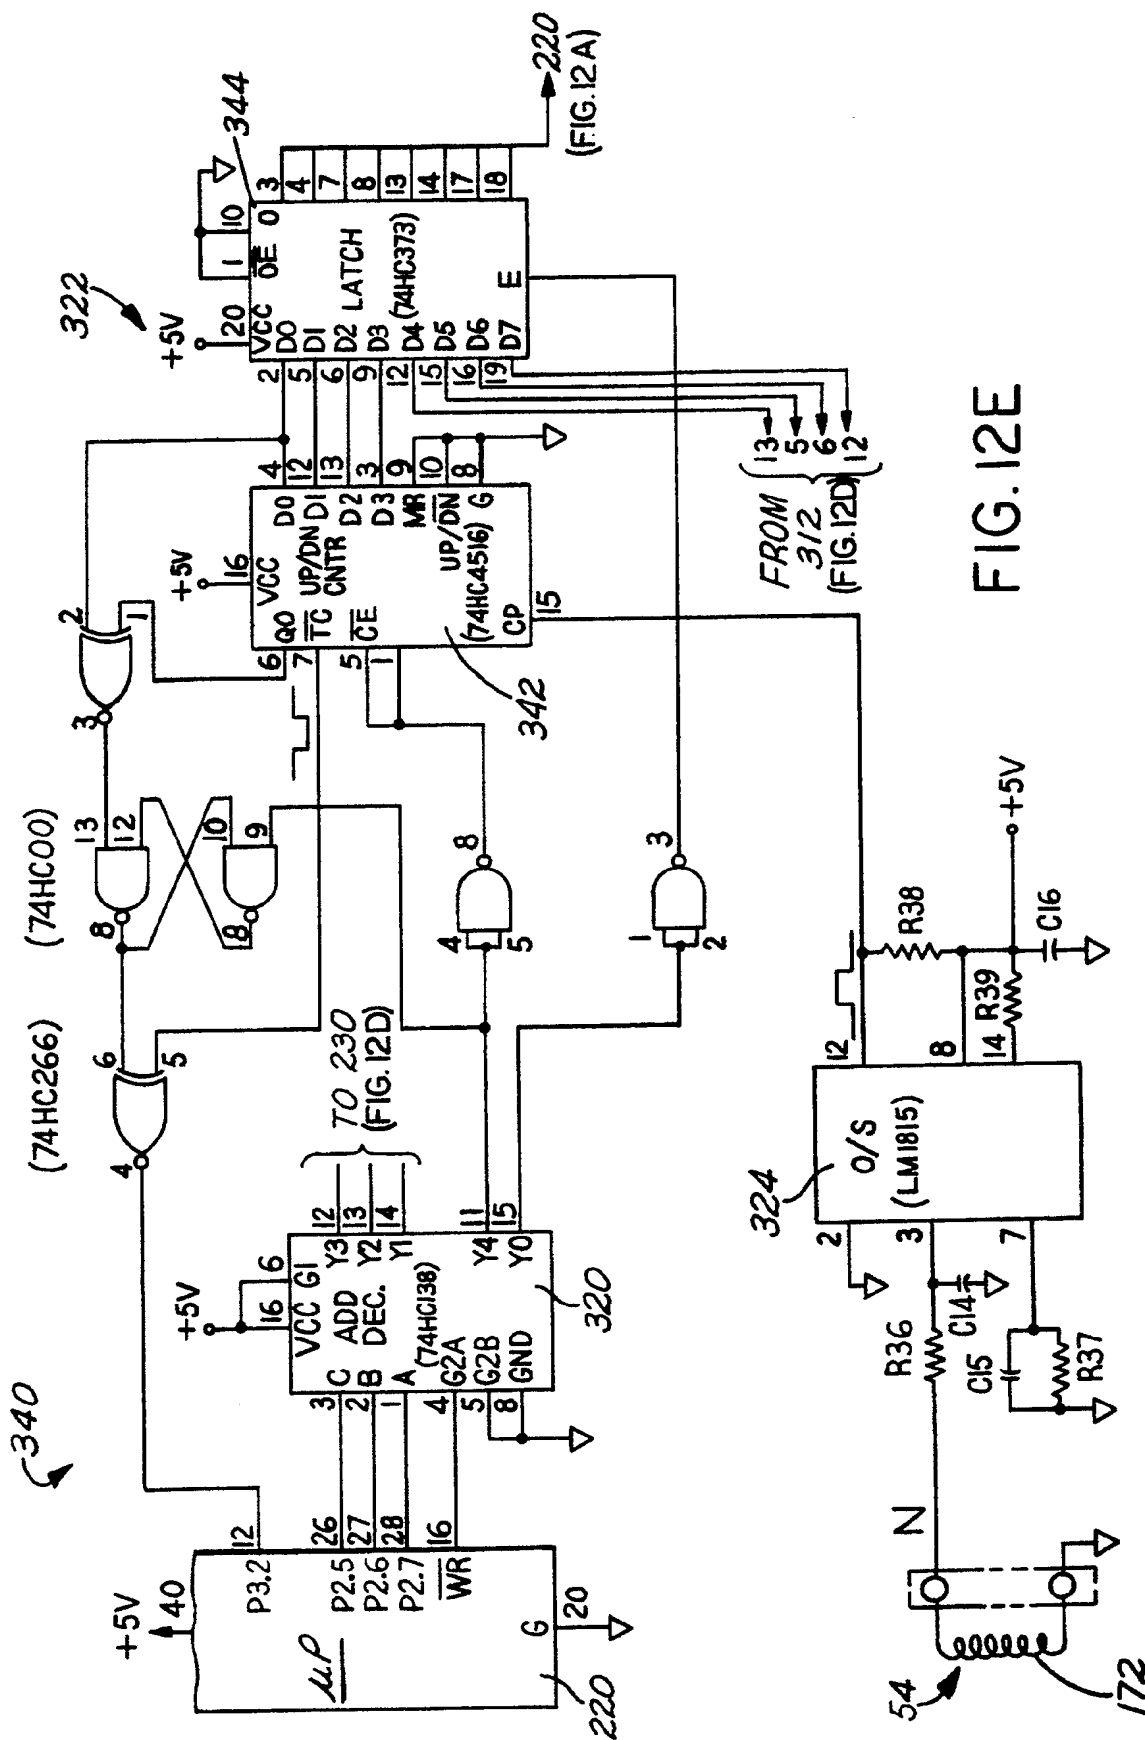 340
322
+5V
40
12
P3.2
26
P2.5
27
P2.6
28
P2.7
16
WR
µP
G
20
220
(74HC266)
4
6
5
(74HC00)
8
13
12
8
10
9
3
2
1
+5V
16
6
VCC
G1
3
C
2
B
1
A
4
G2A
5
G2B
8
GND
ADD
DEC.
(74HC138)
Y3
12
Y2
13
Y1
14
Y4
11
Y0
15
320
TO 230
(FIG. 12D)
4
5
8
1
2
3
+5V
16
VCC
6
Q0
7
TC
5
CE
1
UP/DN
CNTR
D0
4
D1
12
D2
13
D3
3
MR
9
UP/DN
10
G
8
(74HC4516)
CP
15
342
+5V
20
VCC
1
OE
10
O
344
2
D0
5
D1
6
D2
9
D3
12
D4
15
D5
16
D6
19
D7
LATCH
(74HC373)
E
3
4
7
8
13
14
17
18
220
(FIG. 12A)
FROM
312
(FIG. 12D)
13
5
6
12
54
172
N
R36
C14
C15
R37
324
2
3
7
O/S
(LM1815)
12
8
14
R38
R39
+5V
C16
FIG. 12E